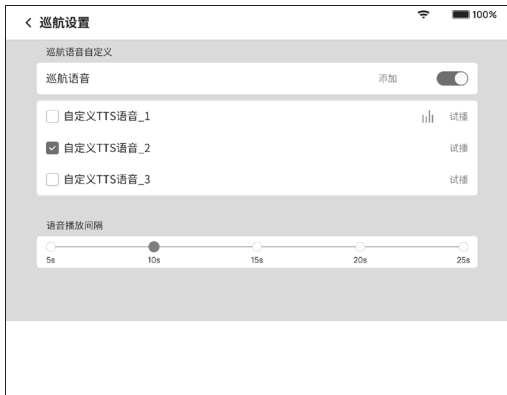 巡航设置
100%
巡航语音自定义
巡航语音 添加
自定义TTS语音_1 试播
自定义TTS语音_2 试播
自定义TTS语音_3 试播
语音播放间隔
5s 10s 15s 20s 25s